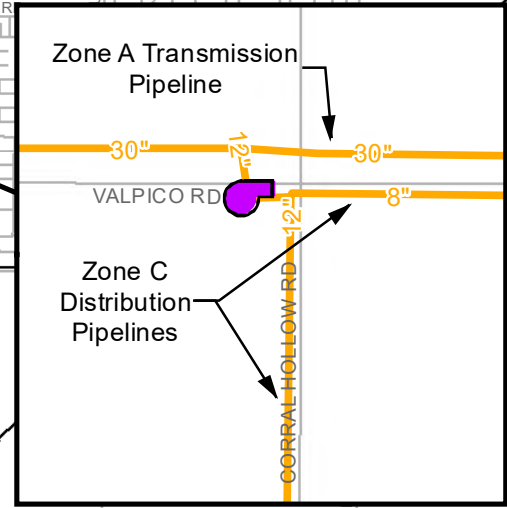 R
Zone A Transmission
Pipeline
30"
12"
30"
VALPICO RD
12"
8"
Zone C
Distribution
Pipelines
CORRAL HOLLOW RD